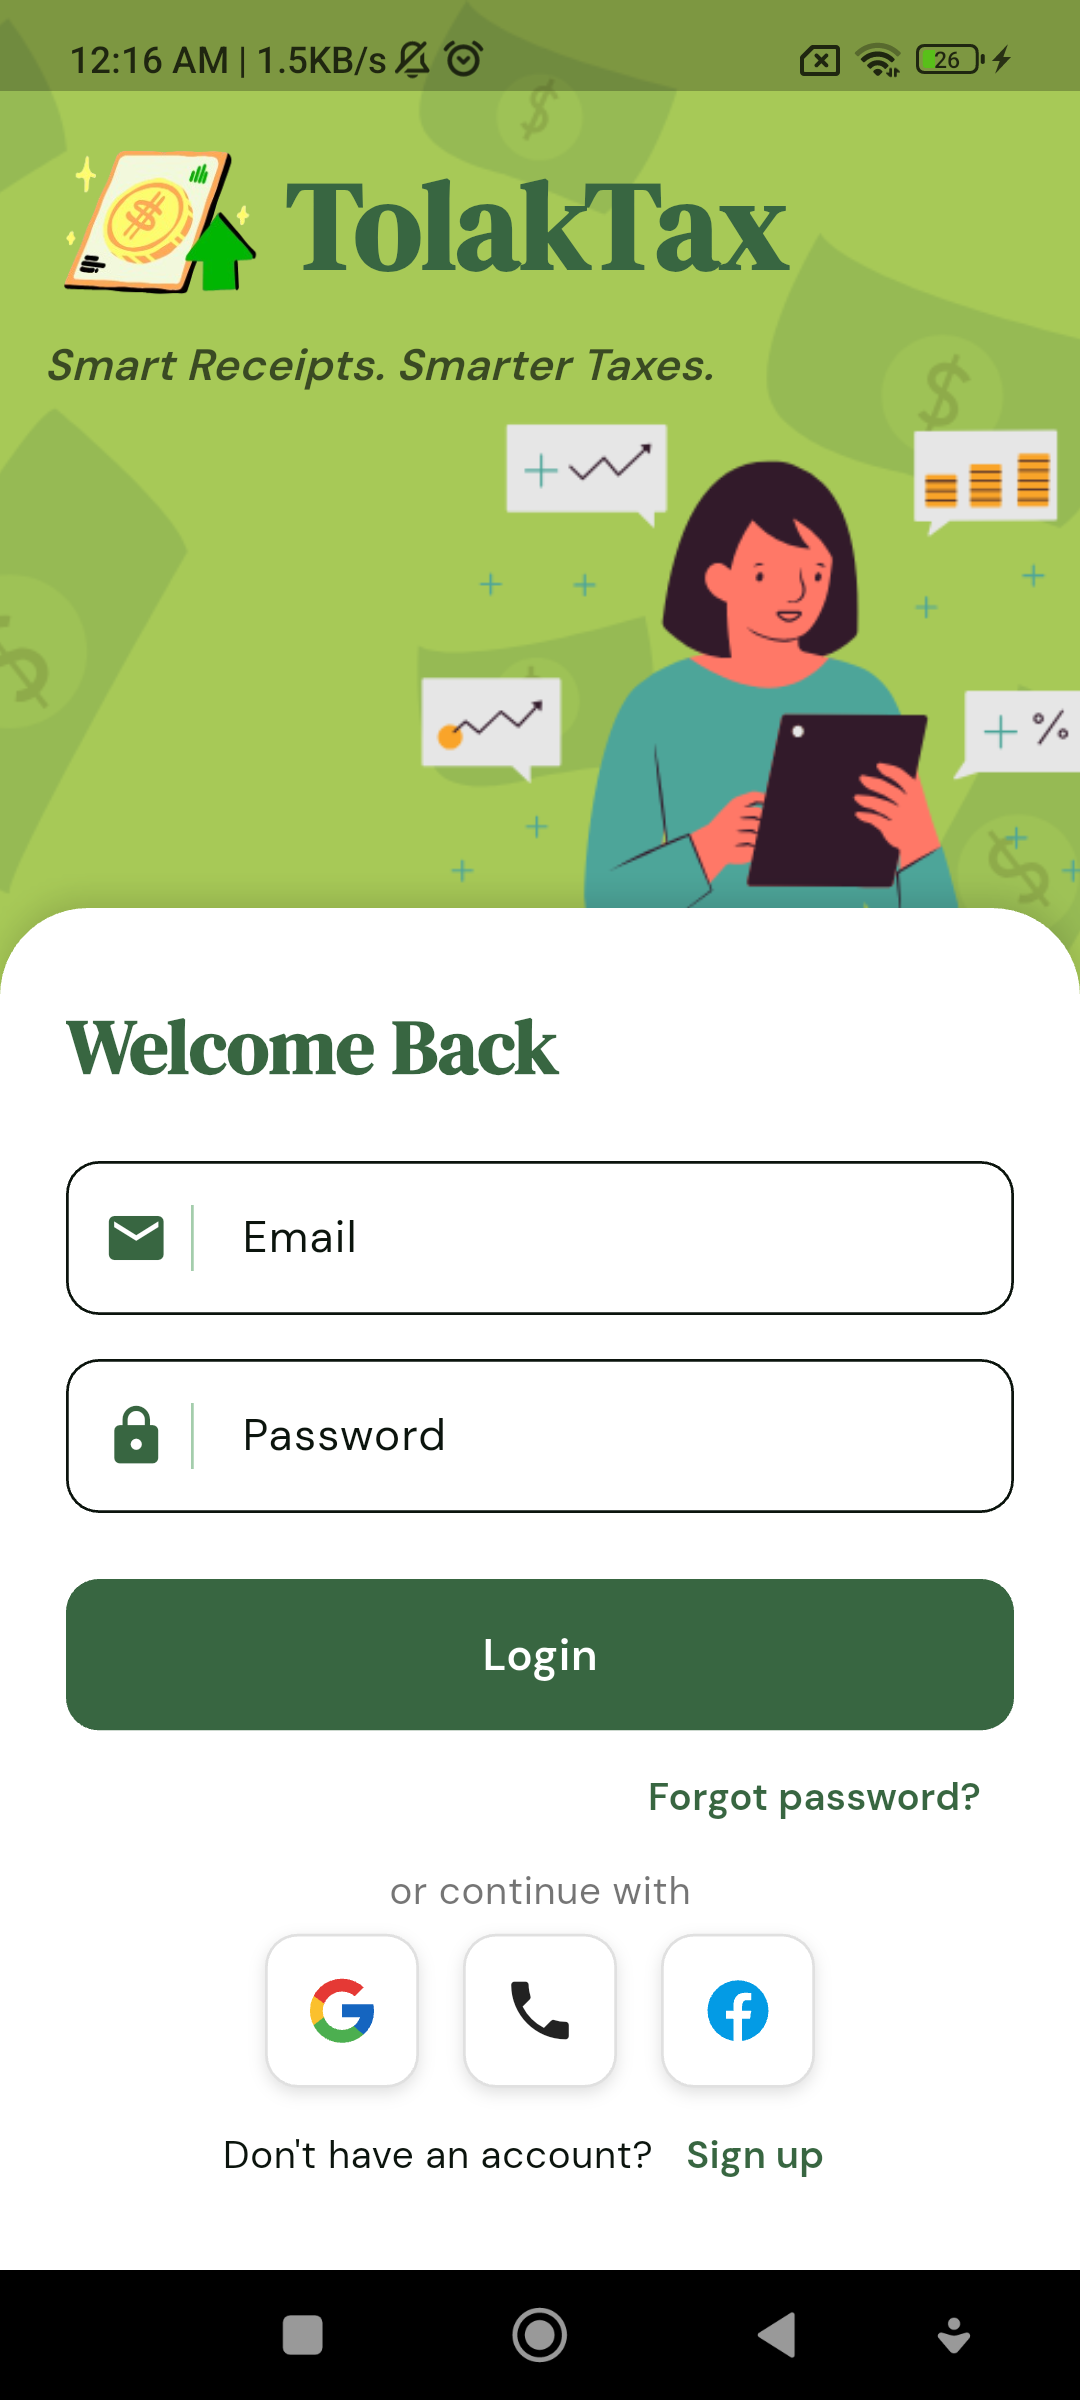 12:16 AM | 1.5KB/s
26
TolakTax
Smart Receipts. Smarter Taxes.
+ %
Welcome Back
Email
Password
Login
Forgot password?
or continue with
Don't have an account? Sign up